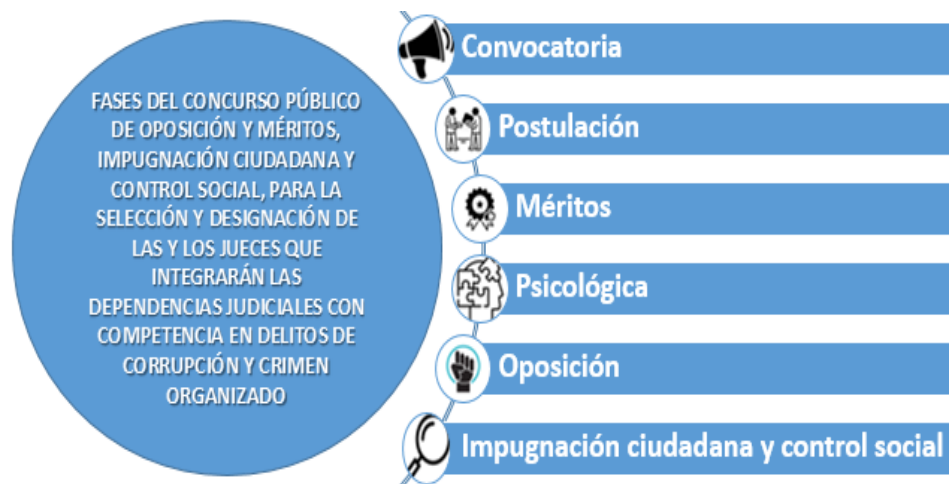 FASES DEL CONCURSO PÚBLICO
DE OPOSICIÓN Y MÉRITOS,
IMPUGNACIÓN CIUDADANA Y
CONTROL SOCIAL, PARA LA
SELECCIÓN Y DESIGNACIÓN DE
LAS Y LOS JUECES QUE
INTEGRARÁN LAS
DEPENDENCIAS JUDICIALES CON
COMPETENCIA EN DELITOS DE
CORRUPCIÓN Y CRIMEN
ORGANIZADO
Convocatoria
Postulación
Méritos
Psicológica
Oposición
Impugnación ciudadana y control social